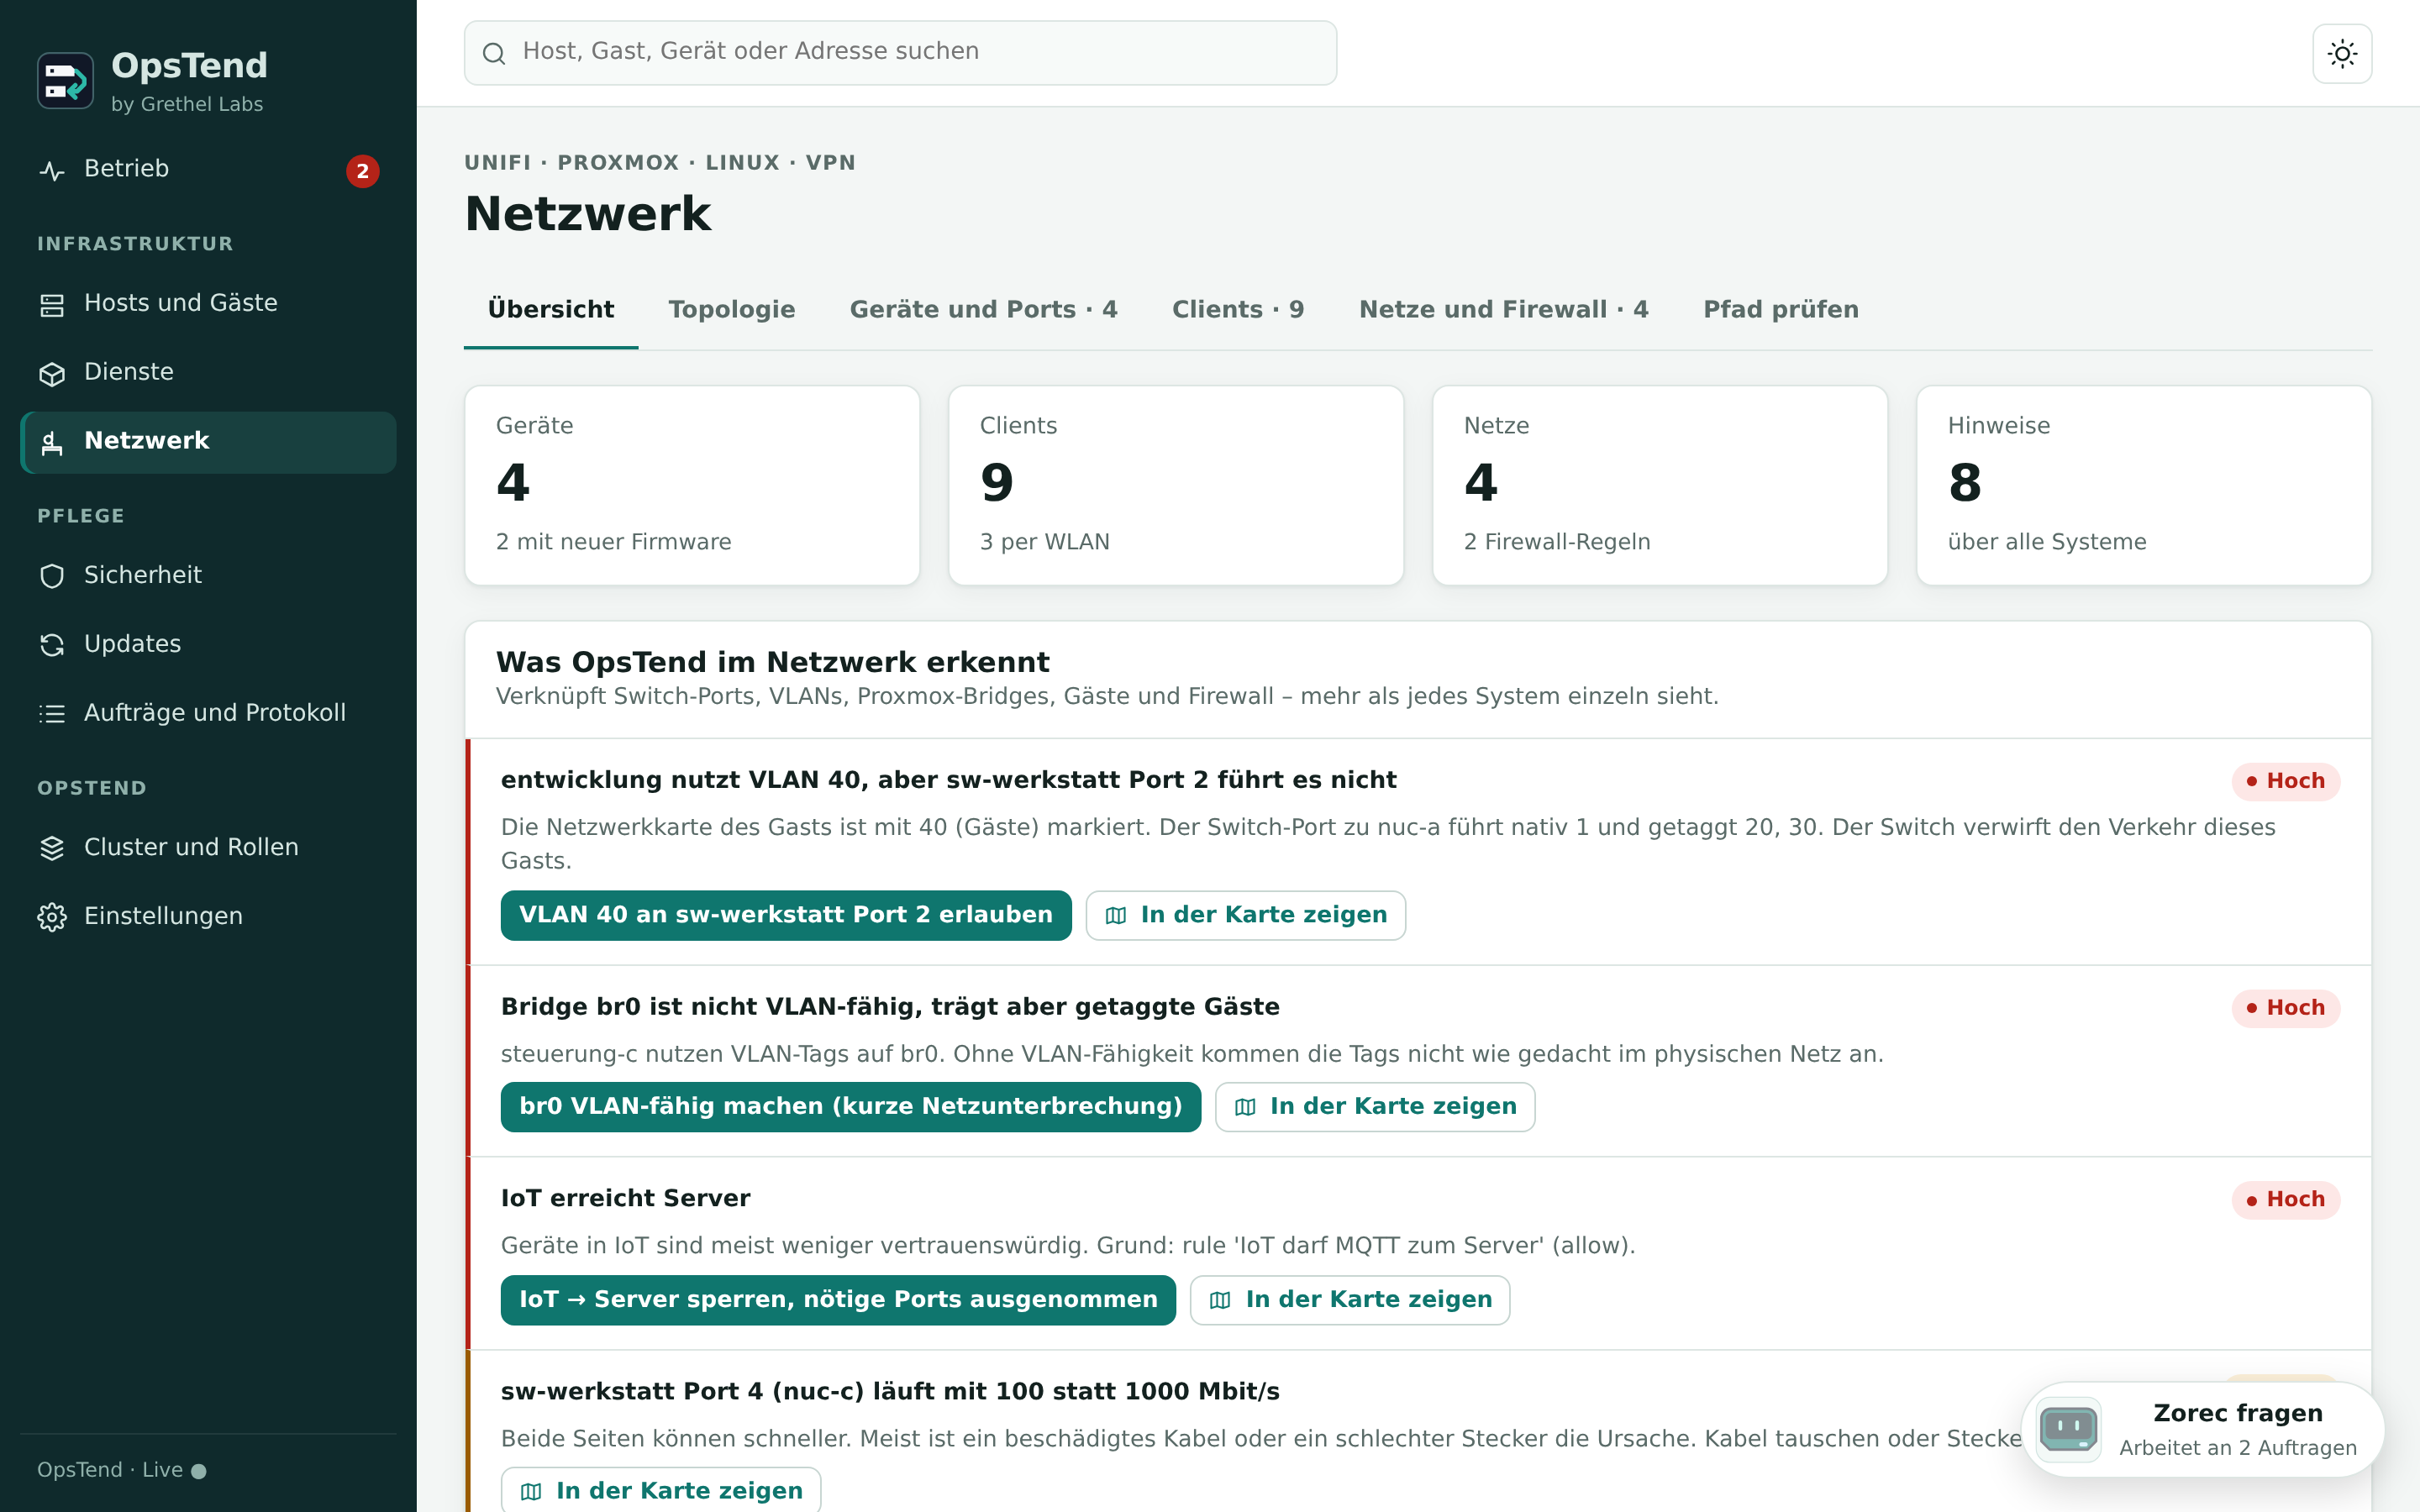 OpsTend
by Grethel Labs
Betrieb
2
INFRASTRUKTUR
Hosts und Gäste
Dienste
Netzwerk
PFLEGE
Sicherheit
Updates
Aufträge und Protokoll
OPSTEND
Cluster und Rollen
Einstellungen
OpsTend · Live
Host, Gast, Gerät oder Adresse suchen
UNIFI · PROXMOX · LINUX · VPN
Netzwerk
Übersicht
Topologie
Geräte und Ports · 4
Clients · 9
Netze und Firewall · 4
Pfad prüfen
Geräte
4
2 mit neuer Firmware
Clients
9
3 per WLAN
Netze
4
2 Firewall-Regeln
Hinweise
8
über alle Systeme
Was OpsTend im Netzwerk erkennt
Verknüpft Switch-Ports, VLANs, Proxmox-Bridges, Gäste und Firewall – mehr als jedes System einzeln sieht.
entwicklung nutzt VLAN 40, aber sw-werkstatt Port 2 führt es nicht
Hoch
Die Netzwerkkarte des Gasts ist mit 40 (Gäste) markiert. Der Switch-Port zu nuc-a führt nativ 1 und getaggt 20, 30. Der Switch verwirft den Verkehr dieses
Gasts.
VLAN 40 an sw-werkstatt Port 2 erlauben
In der Karte zeigen
Bridge br0 ist nicht VLAN-fähig, trägt aber getaggte Gäste
Hoch
steuerung-c nutzen VLAN-Tags auf br0. Ohne VLAN-Fähigkeit kommen die Tags nicht wie gedacht im physischen Netz an.
br0 VLAN-fähig machen (kurze Netzunterbrechung)
In der Karte zeigen
IoT erreicht Server
Hoch
Geräte in IoT sind meist weniger vertrauenswürdig. Grund: rule 'IoT darf MQTT zum Server' (allow).
IoT → Server sperren, nötige Ports ausgenommen
In der Karte zeigen
sw-werkstatt Port 4 (nuc-c) läuft mit 100 statt 1000 Mbit/s
Beide Seiten können schneller. Meist ist ein beschädigtes Kabel oder ein schlechter Stecker die Ursache. Kabel tauschen oder Stecke
In der Karte zeigen
Zorec fragen
Arbeitet an 2 Auftragen